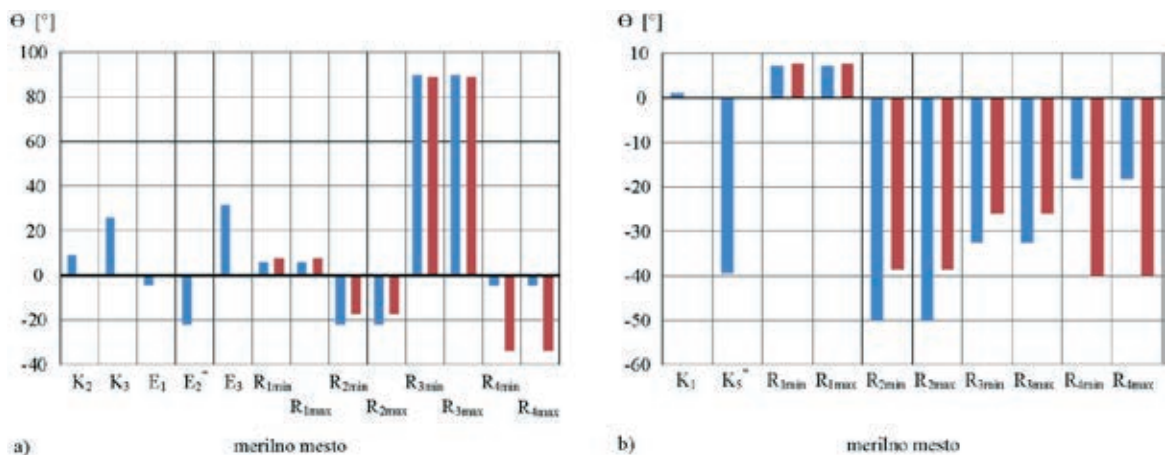 Θ [°]
100
80
60
40
20
0
-20
-40
K2 K3 E1 E2* E3 R1min R2min R3min R4min
R1max R2max R3max R4max
a) merilno mesto
Θ [°]
10
0
-10
-20
-30
-40
-50
-60
K1 K5* R1min R1max R2min R2max R3min R3max R4min R4max
b) merilno mesto